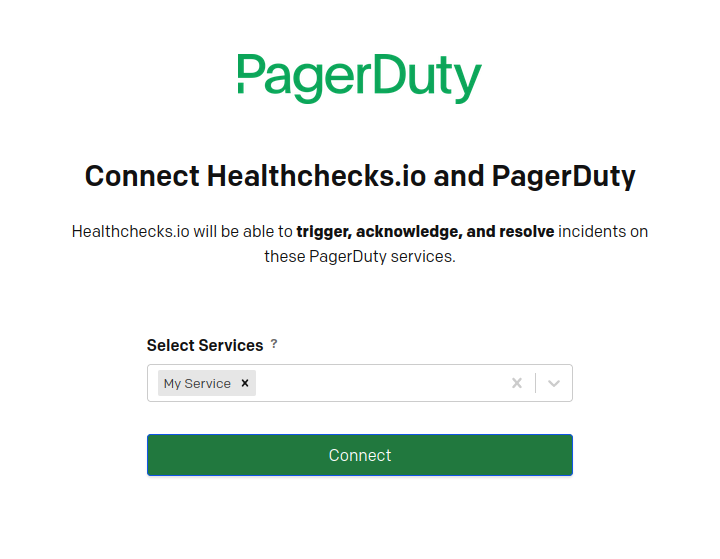 PagerDuty
Connect Healthchecks.io and PagerDuty
Healthchecks.io will be able to trigger, acknowledge, and resolve incidents on
these PagerDuty services.
Select Services ?
My Service
Connect